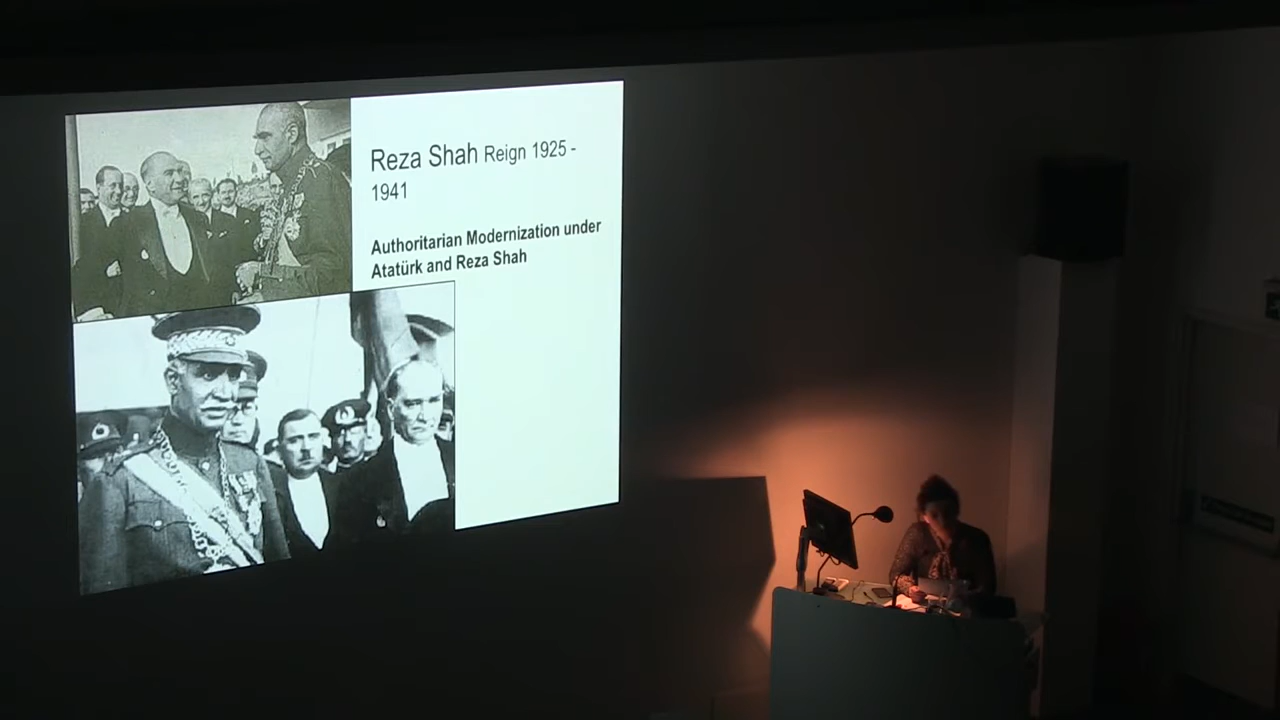 Reza Shah Reign 1925 -
1941
Authoritarian Modernization under
Atatürk and Reza Shah